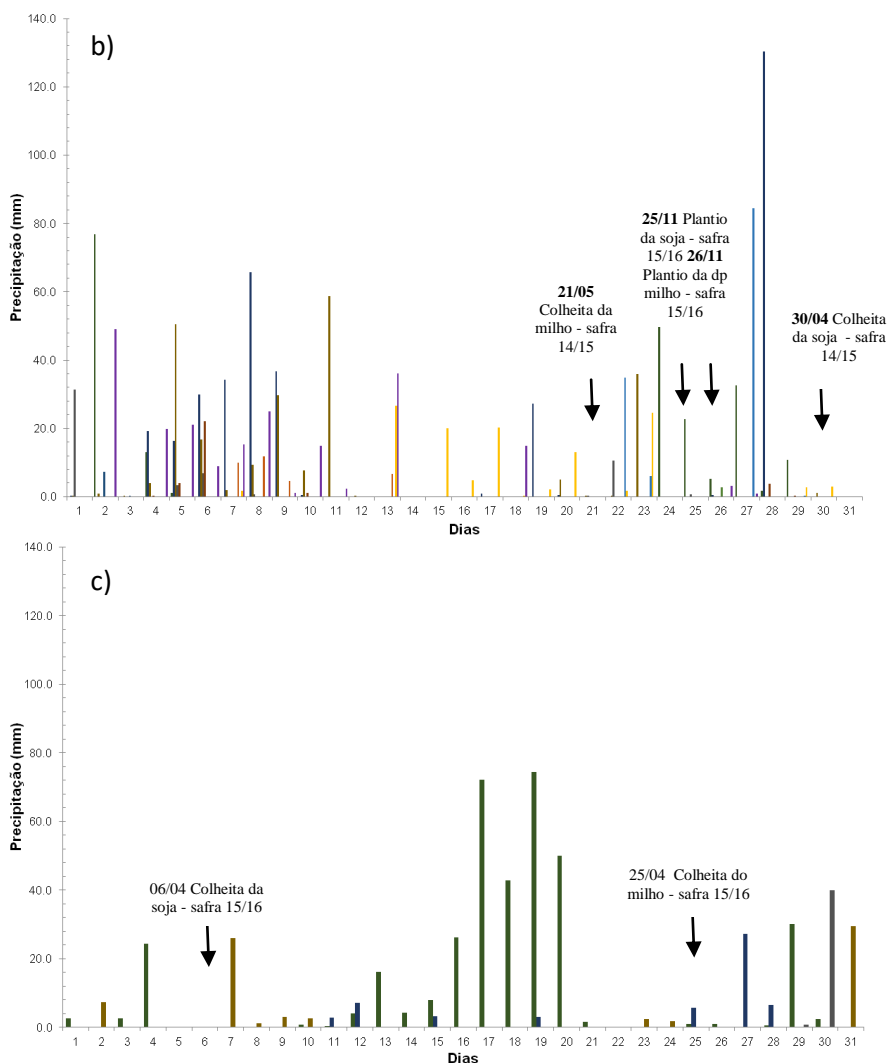 140.0
b)
120.0
100.0
80.0
60.0
40.0
20.0
0.0
Precipitação (mm)
25/11 Plantio
da soja - safra
15/16 26/11
Plantio da dp
milho - safra
15/16
21/05
Colheita da
milho - safra
14/15
30/04 Colheita
da soja - safra
14/15
1 2 3 4 5 6 7 8 9 10 11 12 13 14 15 16 17 18 19 20 21 22 23 24 25 26 27 28 29 30 31
Dias
140.0
c)
120.0
100.0
80.0
60.0
40.0
20.0
0.0
Precipitação (mm)
06/04 Colheita da
soja - safra 15/16
25/04 Colheita do
milho - safra 15/16
1 2 3 4 5 6 7 8 9 10 11 12 13 14 15 16 17 18 19 20 21 22 23 24 25 26 27 28 29 30 31
Dias